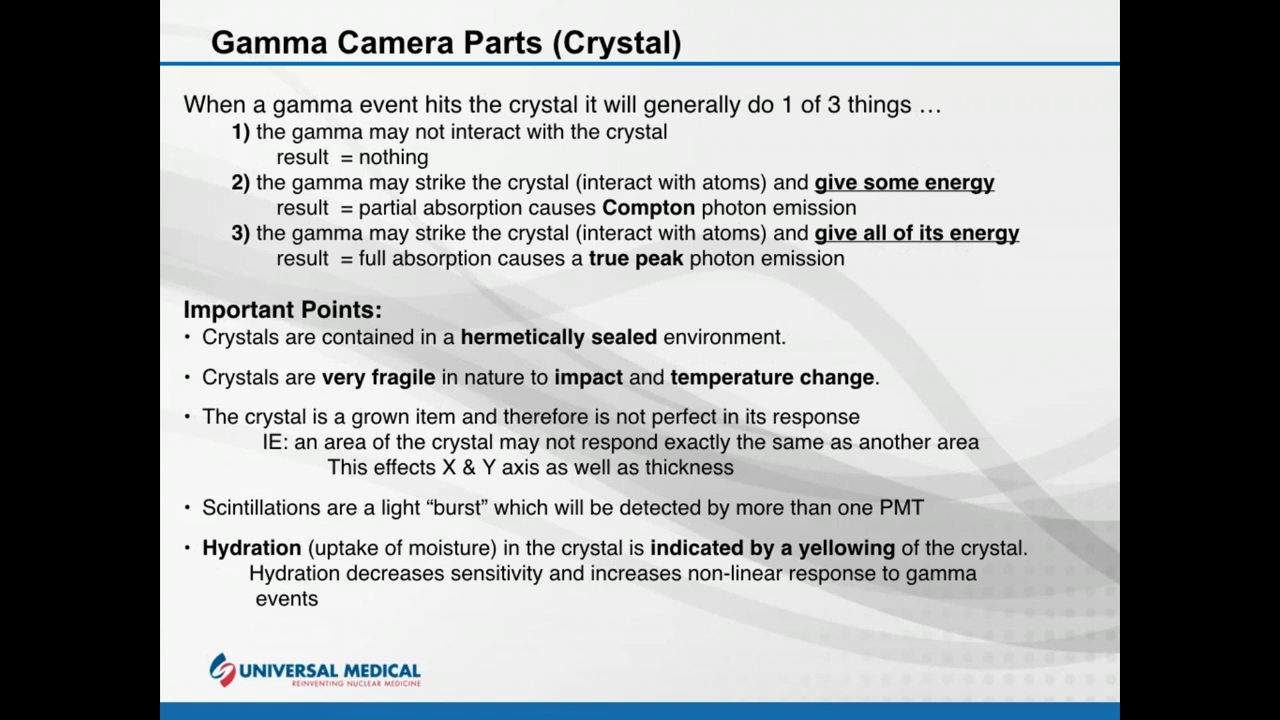 Gamma Camera Parts (Crystal)
When a gamma event hits the crystal it will generally do 1 of 3 things …
1) the gamma may not interact with the crystal
result = nothing
2) the gamma may strike the crystal (interact with atoms) and give some energy
result = partial absorption causes Compton photon emission
3) the gamma may strike the crystal (interact with atoms) and give all of its energy
result = full absorption causes a true peak photon emission
Important Points:
• Crystals are contained in a hermetically sealed environment.
• Crystals are very fragile in nature to impact and temperature change.
• The crystal is a grown item and therefore is not perfect in its response
IE: an area of the crystal may not respond exactly the same as another area
This effects X & Y axis as well as thickness
• Scintillations are a light “burst” which will be detected by more than one PMT
• Hydration (uptake of moisture) in the crystal is indicated by a yellowing of the crystal.
Hydration decreases sensitivity and increases non-linear response to gamma
events
UNIVERSAL MEDICAL
REINVENTING NUCLEAR MEDICINE